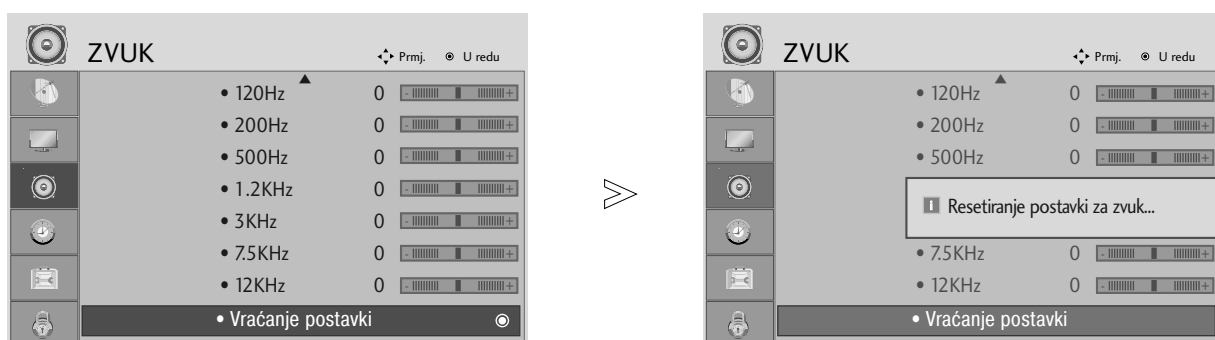 ZVUK Prmj. U redu
• 120Hz 0 - +
• 200Hz 0 - +
• 500Hz 0 - +
• 1.2KHz 0 - +
• 3KHz 0 - +
• 7.5KHz 0 - +
• 12KHz 0 - +
• Vraćanje postavki
ZVUK Prmj. U redu
• 120Hz 0 - +
• 200Hz 0 - +
• 500Hz 0 - +
i Resetiranje postavki za zvuk...
• 7.5KHz 0 - +
• 12KHz 0 - +
• Vraćanje postavki